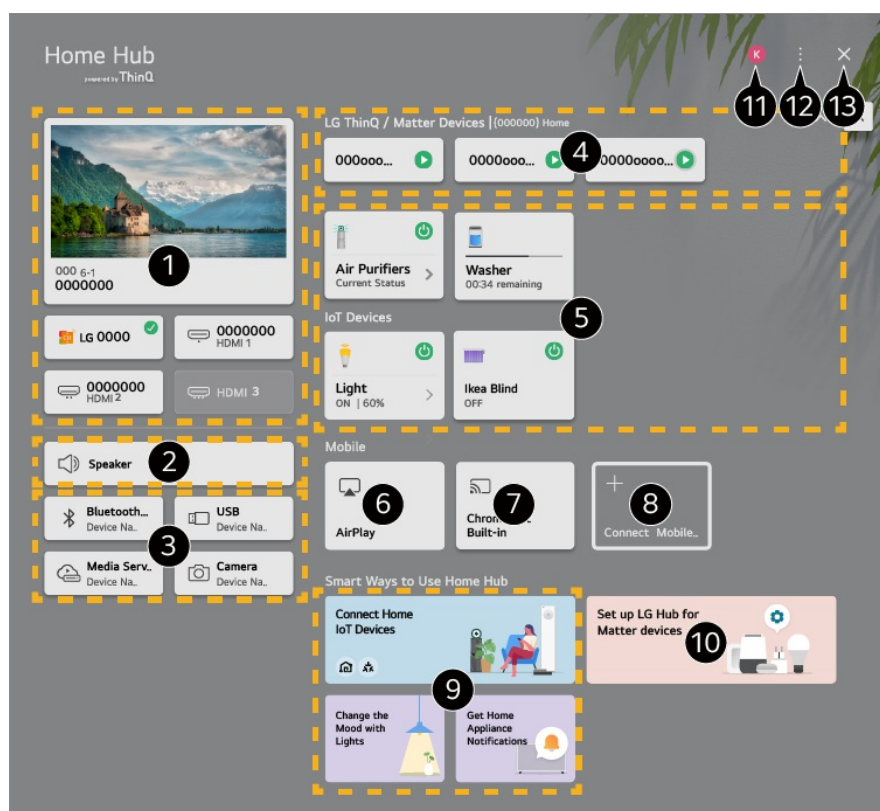 Home Hub
powered by ThinQ
K
11 12 13
LG ThinQ / Matter Devices | {000000} Home
000ooo...
0000ooo...
0000oooo...
4
1
000 6-1
0000000
LG 0000
0000000
HDMI 1
0000000
HDMI 2
HDMI 3
Air Purifiers
Current Status
Washer
00:34 remaining
5
IoT Devices
Light
ON | 60%
Ikea Blind
OFF
Speaker
2
Bluetooth...
Device Na..
USB
Device Na..
3
Media Serv..
Device Na..
Camera
Device Na..
Mobile
6
AirPlay
7
Built-in
8
Connect Mobile..
Smart Ways to Use Home Hub
Connect Home
IoT Devices
Set up LG Hub for
Matter devices
10
9
Change the
Mood with
Lights
Get Home
Appliance
Notifications